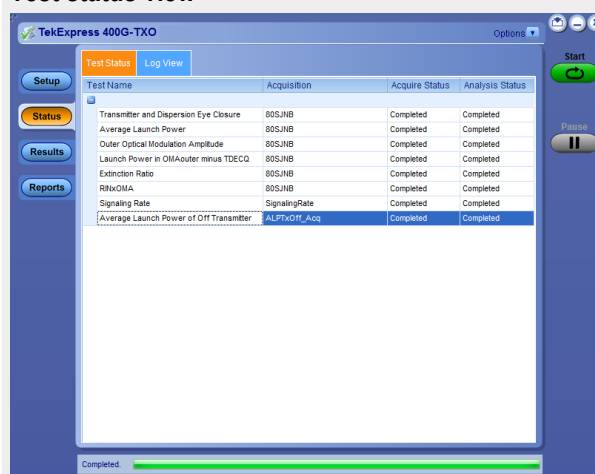 TekExpress 400G-TXO
Options
Start
Test Status Log View
Setup
Test Name Acquisition Acquire Status Analysis Status
Status
Transmitter and Dispersion Eye Closure 80SJNB Completed Completed
Average Launch Power 80SJNB Completed Completed
Pause
Outer Optical Modulation Amplitude 80SJNB Completed Completed
Results
Launch Power in OMAouter minus TDECQ 80SJNB Completed Completed
Extinction Ratio 80SJNB Completed Completed
Reports
RINxOMA 80SJNB Completed Completed
Signaling Rate SignalingRate Completed Completed
Average Launch Power of Off Transmitter ALPTxOff_Acq Completed Completed
Completed.